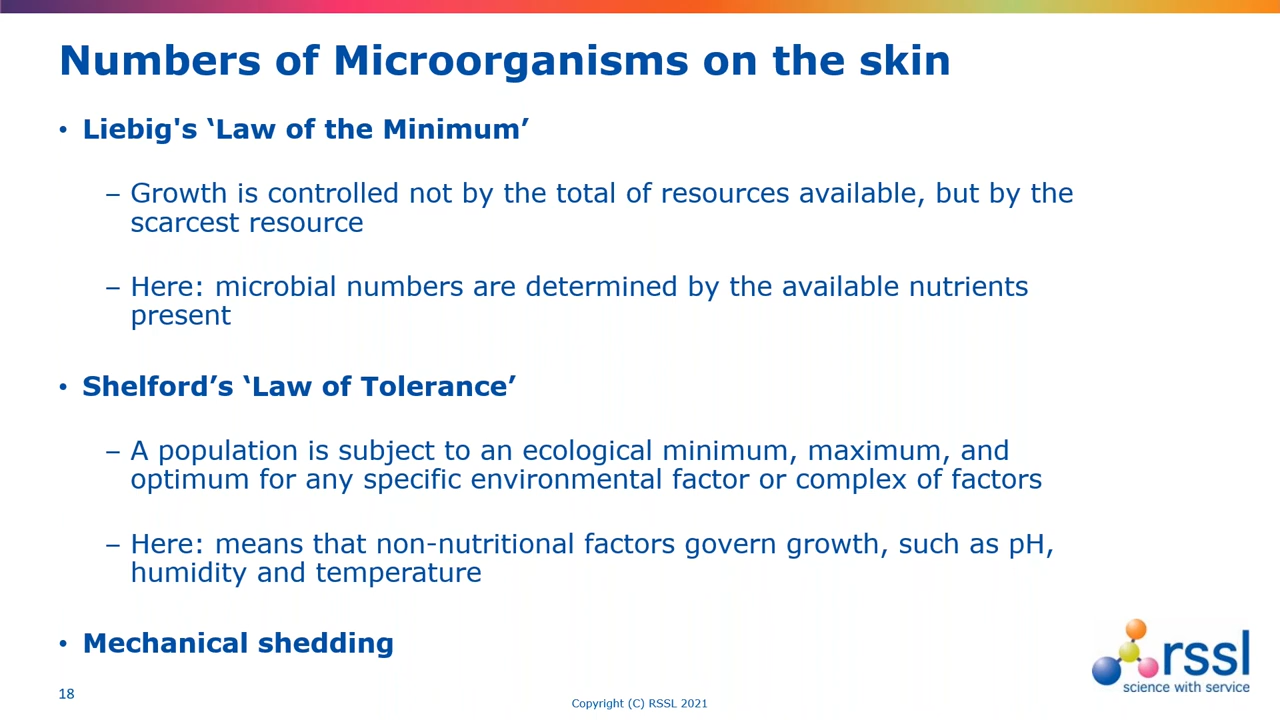 Numbers of Microorganisms on the skin
• Liebig's ‘Law of the Minimum’
– Growth is controlled not by the total of resources available, but by the
scarcest resource
– Here: microbial numbers are determined by the available nutrients
present
• Shelford’s ‘Law of Tolerance’
– A population is subject to an ecological minimum, maximum, and
optimum for any specific environmental factor or complex of factors
– Here: means that non-nutritional factors govern growth, such as pH,
humidity and temperature
• Mechanical shedding
rssl
science with service
18
Copyright (C) RSSL 2021